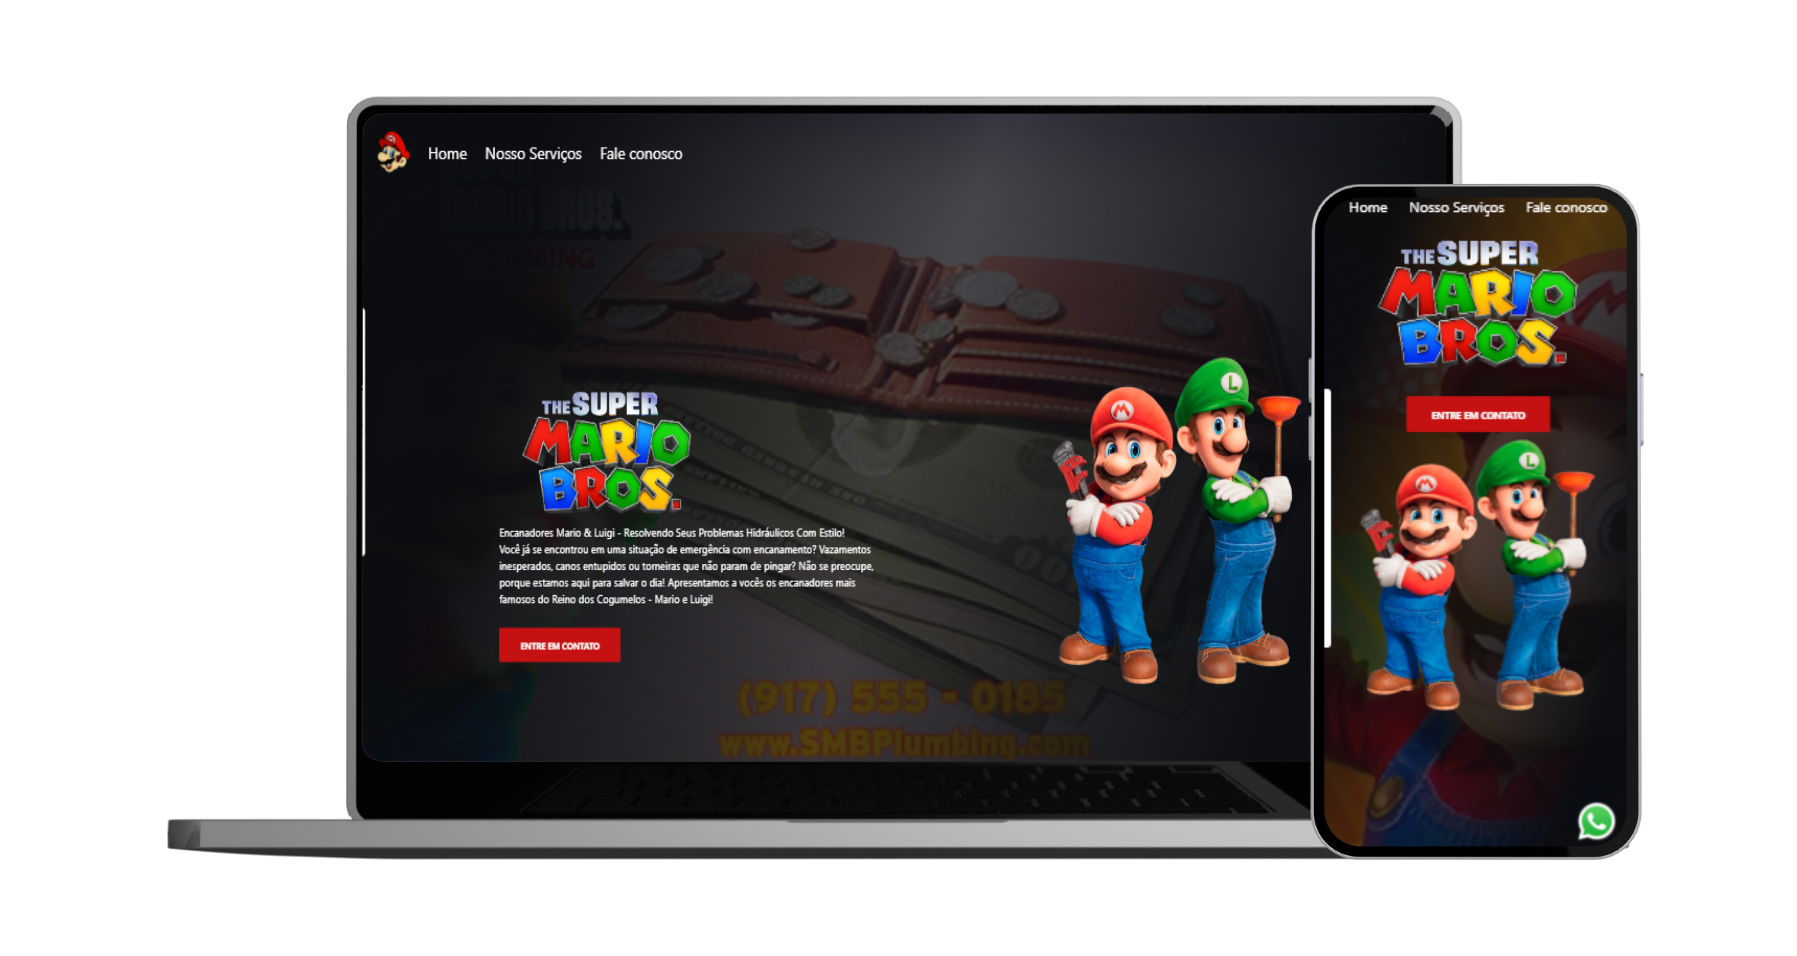 Home Nosso Serviços Fale conosco
MARIO BROS.
THE SUPER
MARIO
BROS.
Encanadores Mario & Luigi - Resolvendo Seus Problemas Hidráulicos Com Estilo!
Você já se encontrou em uma situação de emergência com encanamento? Vazamentos
inesperados, canos entupidos ou torneiras que não param de pingar? Não se preocupe,
porque estamos aqui para salvar o dia! Apresentamos a vocês os encanadores mais
famosos do Reino dos Cogumelos - Mario e Luigi!
ENTRE EM CONTATO
(917) 555 - 0185
www.SMBPlumbing.com
M
L
Home Nosso Serviços Fale conosco
THE SUPER
MARIO
BROS.
ENTRE EM CONTATO
M
L